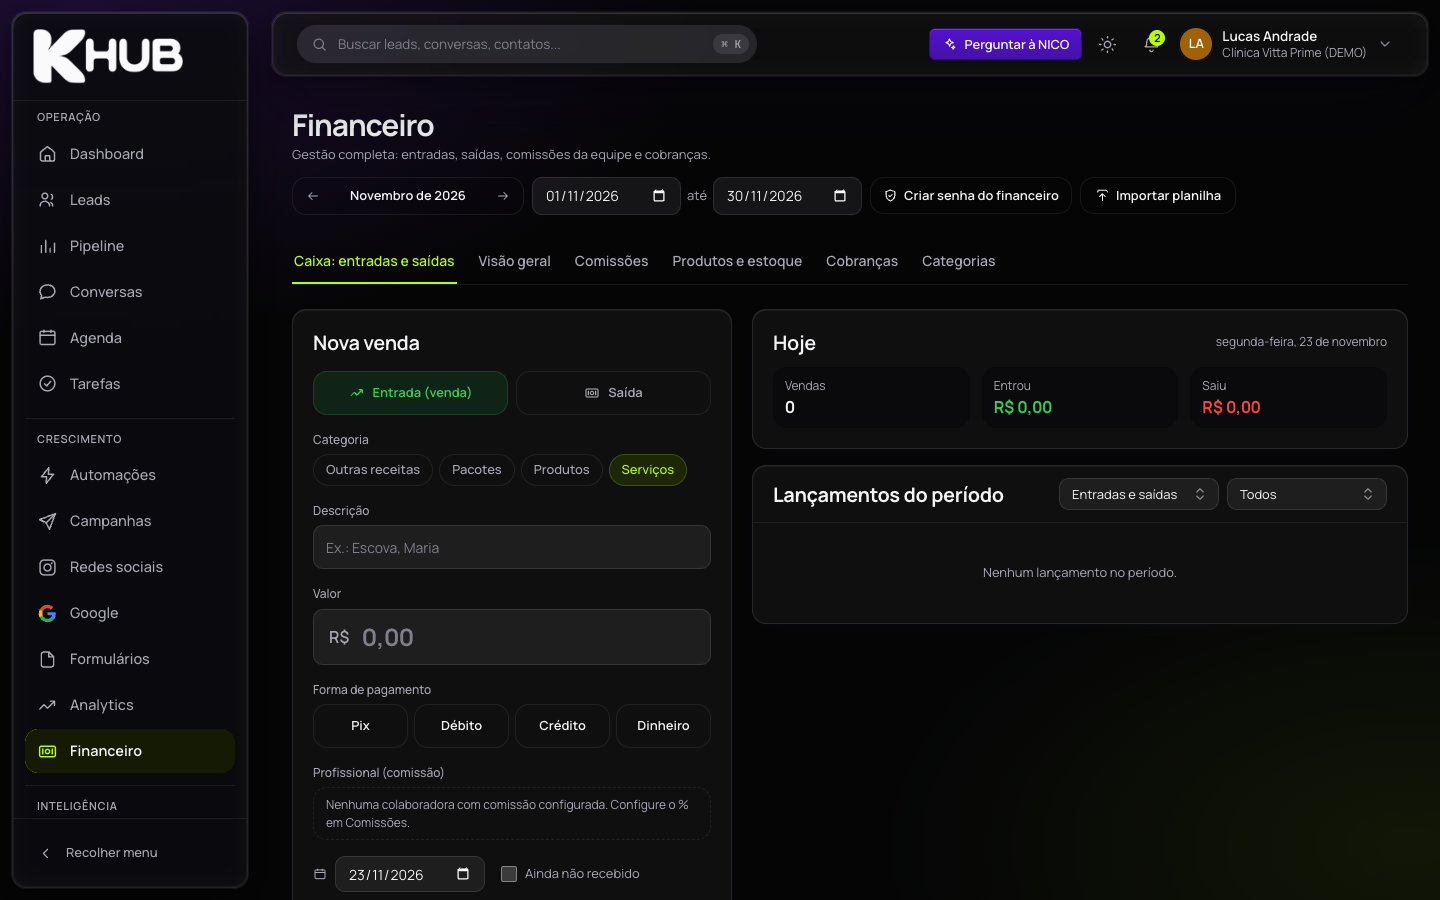 KHUB
OPERAÇÃO
Dashboard
Leads
Pipeline
Conversas
Agenda
Tarefas
CRESCIMENTO
Automações
Campanhas
Redes sociais
Google
Formulários
Analytics
Financeiro
INTELIGÊNCIA
Recolher menu
Buscar leads, conversas, contatos...
⌘ K
Perguntar à NICO
2
LA
Lucas Andrade
Clínica Vitta Prime (DEMO)
Financeiro
Gestão completa: entradas, saídas, comissões da equipe e cobranças.
Novembro de 2026
01/11/2026
até
30/11/2026
Criar senha do financeiro
Importar planilha
Caixa: entradas e saídas
Visão geral
Comissões
Produtos e estoque
Cobranças
Categorias
Nova venda
Entrada (venda)
Saída
Categoria
Outras receitas
Pacotes
Produtos
Serviços
Descrição
Ex.: Escova, Maria
Valor
R$ 0,00
Forma de pagamento
Pix
Débito
Crédito
Dinheiro
Profissional (comissão)
Nenhuma colaboradora com comissão configurada. Configure o %
em Comissões.
23/11/2026
Ainda não recebido
Hoje
segunda-feira, 23 de novembro
Vendas
0
Entrou
R$ 0,00
Saiu
R$ 0,00
Lançamentos do período
Entradas e saídas
Todos
Nenhum lançamento no período.